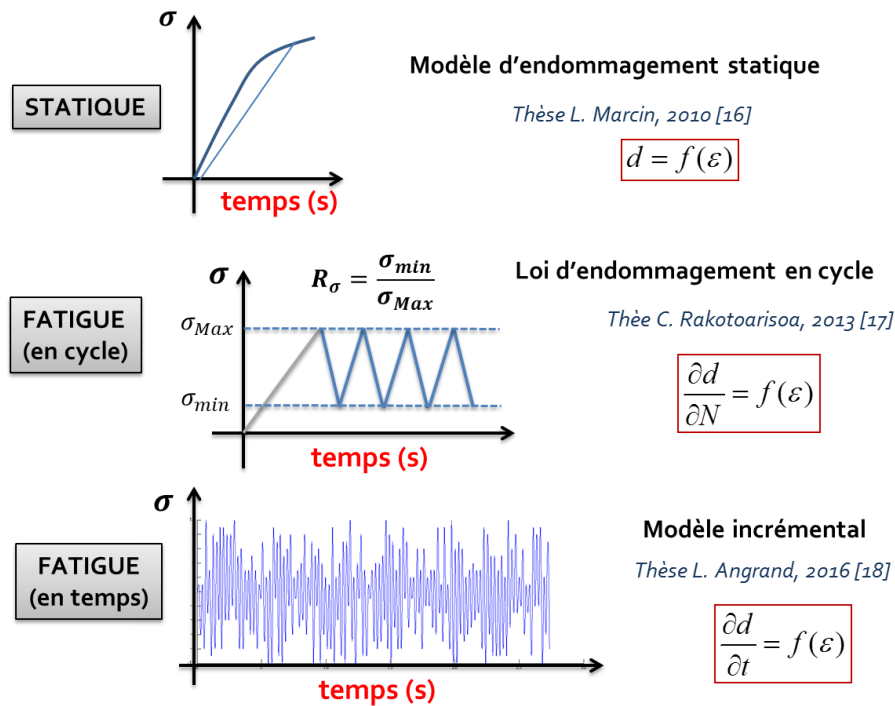 σ
Modèle d'endommagement statique
STATIQUE
Thèse L. Marcin, 2010 [16]
d = f(ε)
temps (s)
σ
R_σ = σ_min / σ_Max
Loi d'endommagement en cycle
Thèe C. Rakotoarisoa, 2013 [17]
FATIGUE
(en cycle)
σ_Max
σ_min
∂d/∂N = f(ε)
temps (s)
σ
Modèle incrémental
Thèse L. Angrand, 2016 [18]
FATIGUE
(en temps)
∂d/∂t = f(ε)
temps (s)